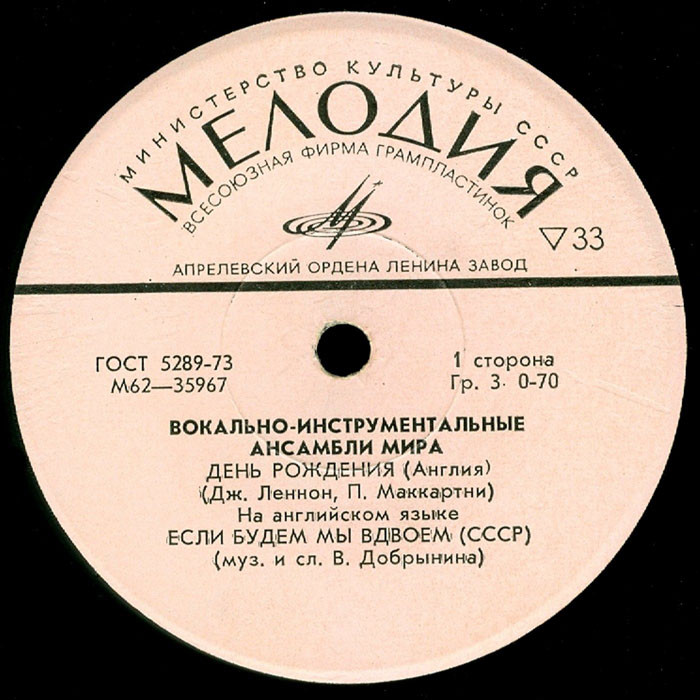 МИНИСТЕРСТВО КУЛЬТУРЫ СССР
МЕЛОДИЯ
ВСЕСОЮЗНАЯ ФИРМА ГРАМПЛАСТИНОК
▽33
АПРЕЛЕВСКИЙ ОРДЕНА ЛЕНИНА ЗАВОД
ГОСТ 5289-73
М62—35967
1 сторона
Гр. 3. 0-70
ВОКАЛЬНО-ИНСТРУМЕНТАЛЬНЫЕ
АНСАМБЛИ МИРА
ДЕНЬ РОЖДЕНИЯ (Англия)
(Дж. Леннон, П. Маккартни)
На английском языке
ЕСЛИ БУДЕМ МЫ ВДВОЕМ (СССР)
(муз. и сл. В. Добрынина)